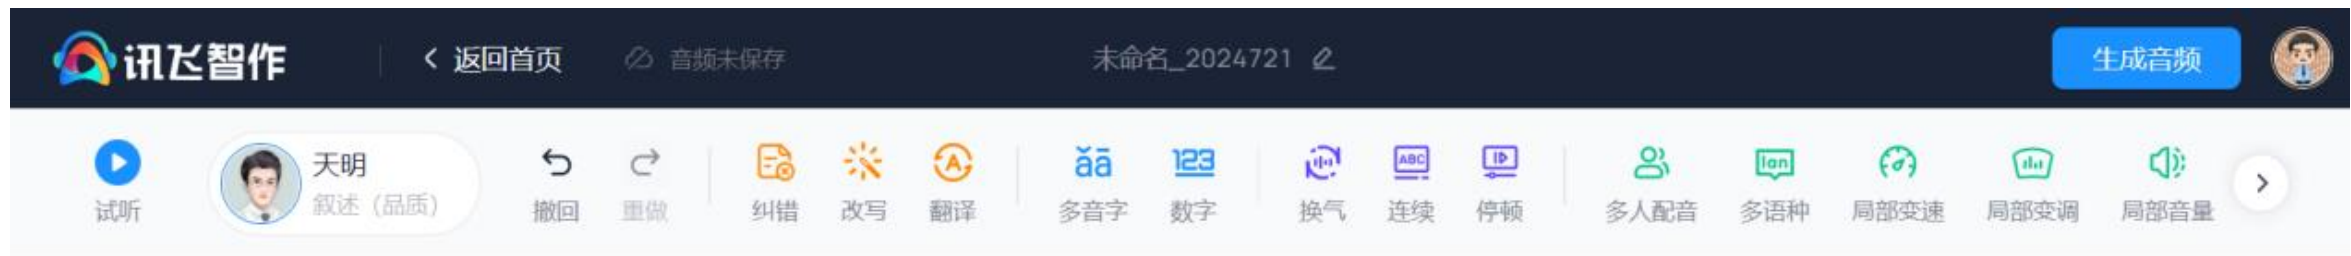 讯飞智作 返回首页 音频未保存 未命名_2024721 生成音频
ǎā 123 ABC lan
天明
叙述（品质）
试听 撤回 重做 纠错 改写 翻译 多音字 数字 换气 连续 停顿 多人配音 多语种 局部变速 局部变调 局部音量